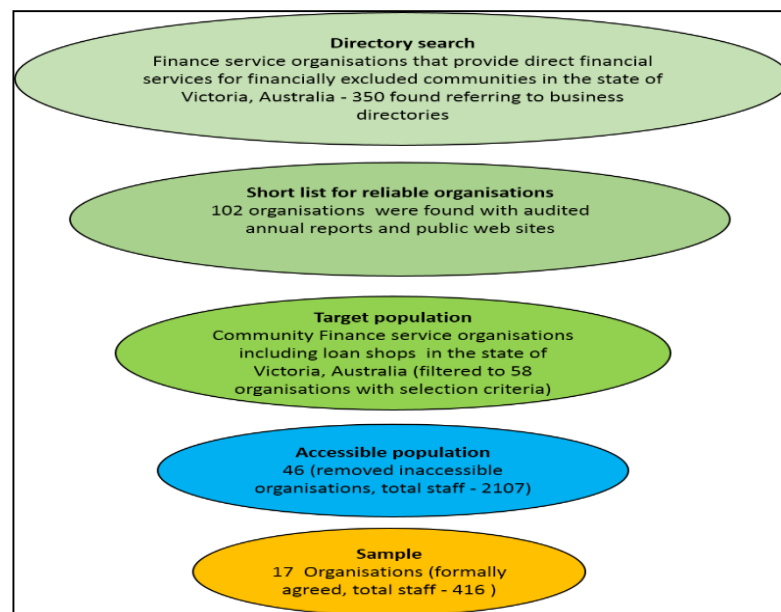 Directory search
Finance service organisations that provide direct financial
services for financially excluded communities in the state of
Victoria, Australia - 350 found referring to business
directories
Short list for reliable organisations
102 organisations  were found with audited
annual reports and public web sites
Target population
Community Finance service organisations
including loan shops  in the state of
Victoria, Australia (filtered to 58
organisations with selection criteria)
Accessible population
46 (removed inaccessible
organisations, total staff - 2107)
Sample
17  Organisations (formally
agreed, total staff - 416 )